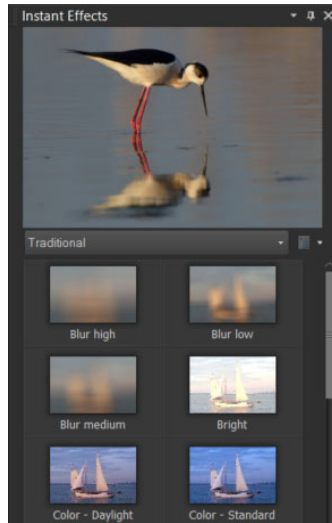 Instant Effects
Traditional
Blur high
Blur low
Blur medium
Bright
Color - Daylight
Color - Standard